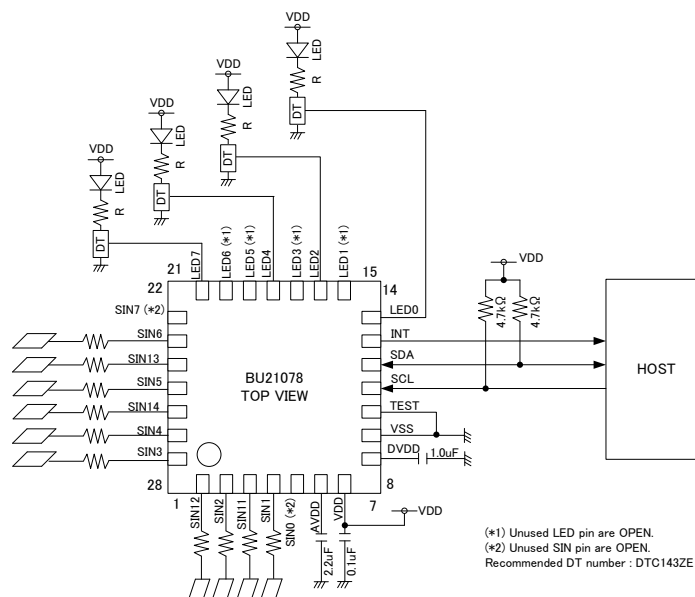 VDD
LED
R
DT
VDD
LED
R
DT
VDD
LED
R
DT
VDD
LED
R
DT
21
LED7
LED6 (*1)
LED5 (*1)
LED4
LED3 (*1)
LED2
LED1 (*1)
15
22
14
SIN7 (*2)
SIN6
SIN13
SIN5
SIN14
SIN4
SIN3
28
BU21078
TOP VIEW
LED0
INT
SDA
SCL
TEST
VSS
DVDD
1.0uF
8
VDD
4.7kΩ
4.7kΩ
HOST
1
SIN12
SIN2
SIN11
SIN1
SIN0 (*2)
AVDD
VDD
7
2.2uF
0.1uF
VDD
(*1) Unused LED pin are OPEN.
(*2) Unused SIN pin are OPEN.
Recommended DT number : DTC143ZE